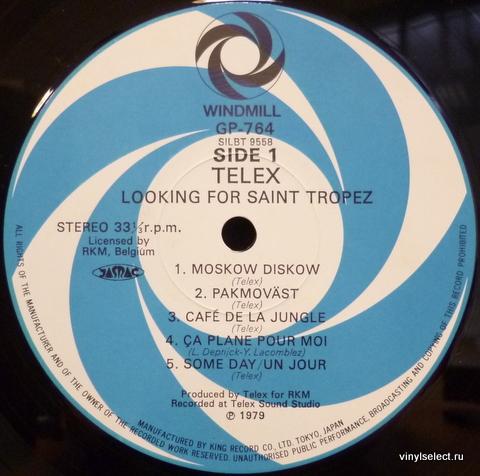 WINDMILL
GP-764
SILBT 9558
SIDE 1
TELEX
LOOKING FOR SAINT TROPEZ
STEREO 33⅓ r.p.m.
Licensed by
RKM, Belgium
JASRAC
1. MOSKOW DISKOW
(Telex)
2. PAKMOVÄST
(Telex)
3. CAFÉ DE LA JUNGLE
(Telex)
4. ÇA PLANE POUR MOI
(L. Deprijck-Y. Lacomblez)
5. SOME DAY/UN JOUR
(Telex)
Produced by Telex for RKM
Recorded at Telex Sound Studio
℗ 1979
MANUFACTURED BY KING RECORD CO., LTD. TOKYO, JAPAN
ALL RIGHTS OF THE MANUFACTURER AND OF THE OWNER OF THE RECORDED WORK RESERVED. UNAUTHORISED PUBLIC PERFORMANCE, BROADCASTING AND COPYING OF THIS RECORD PROHIBITED
vinylselect.ru